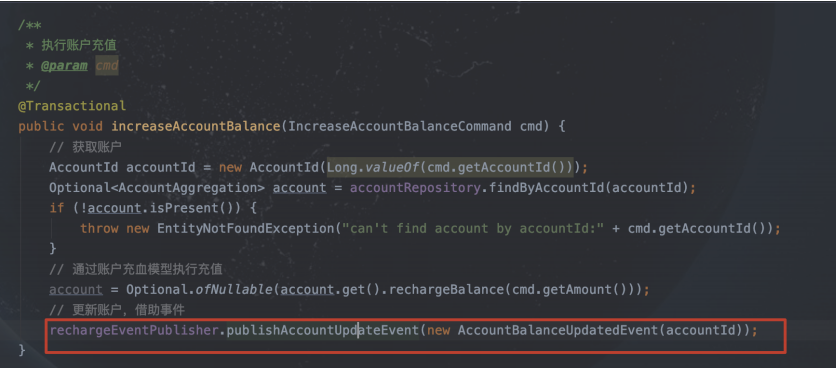 /**
* 执行账户充值
* @param cmd
*/
@Transactional
public void increaseAccountBalance(IncreaseAccountBalanceCommand cmd) {
// 获取账户
AccountId accountId = new AccountId(Long.valueOf(cmd.getAccountId()));
Optional<AccountAggregation> account = accountRepository.findByAccountId(accountId);
if (!account.isPresent()) {
throw new EntityNotFoundException("can't find account by accountId:" + cmd.getAccountId());
}
// 通过账户充血模型执行充值
account = Optional.ofNullable(account.get().rechargeBalance(cmd.getAmount()));
// 更新账户，借助事件
rechargeEventPublisher.publishAccountUpdateEvent(new AccountBalanceUpdatedEvent(accountId));
}